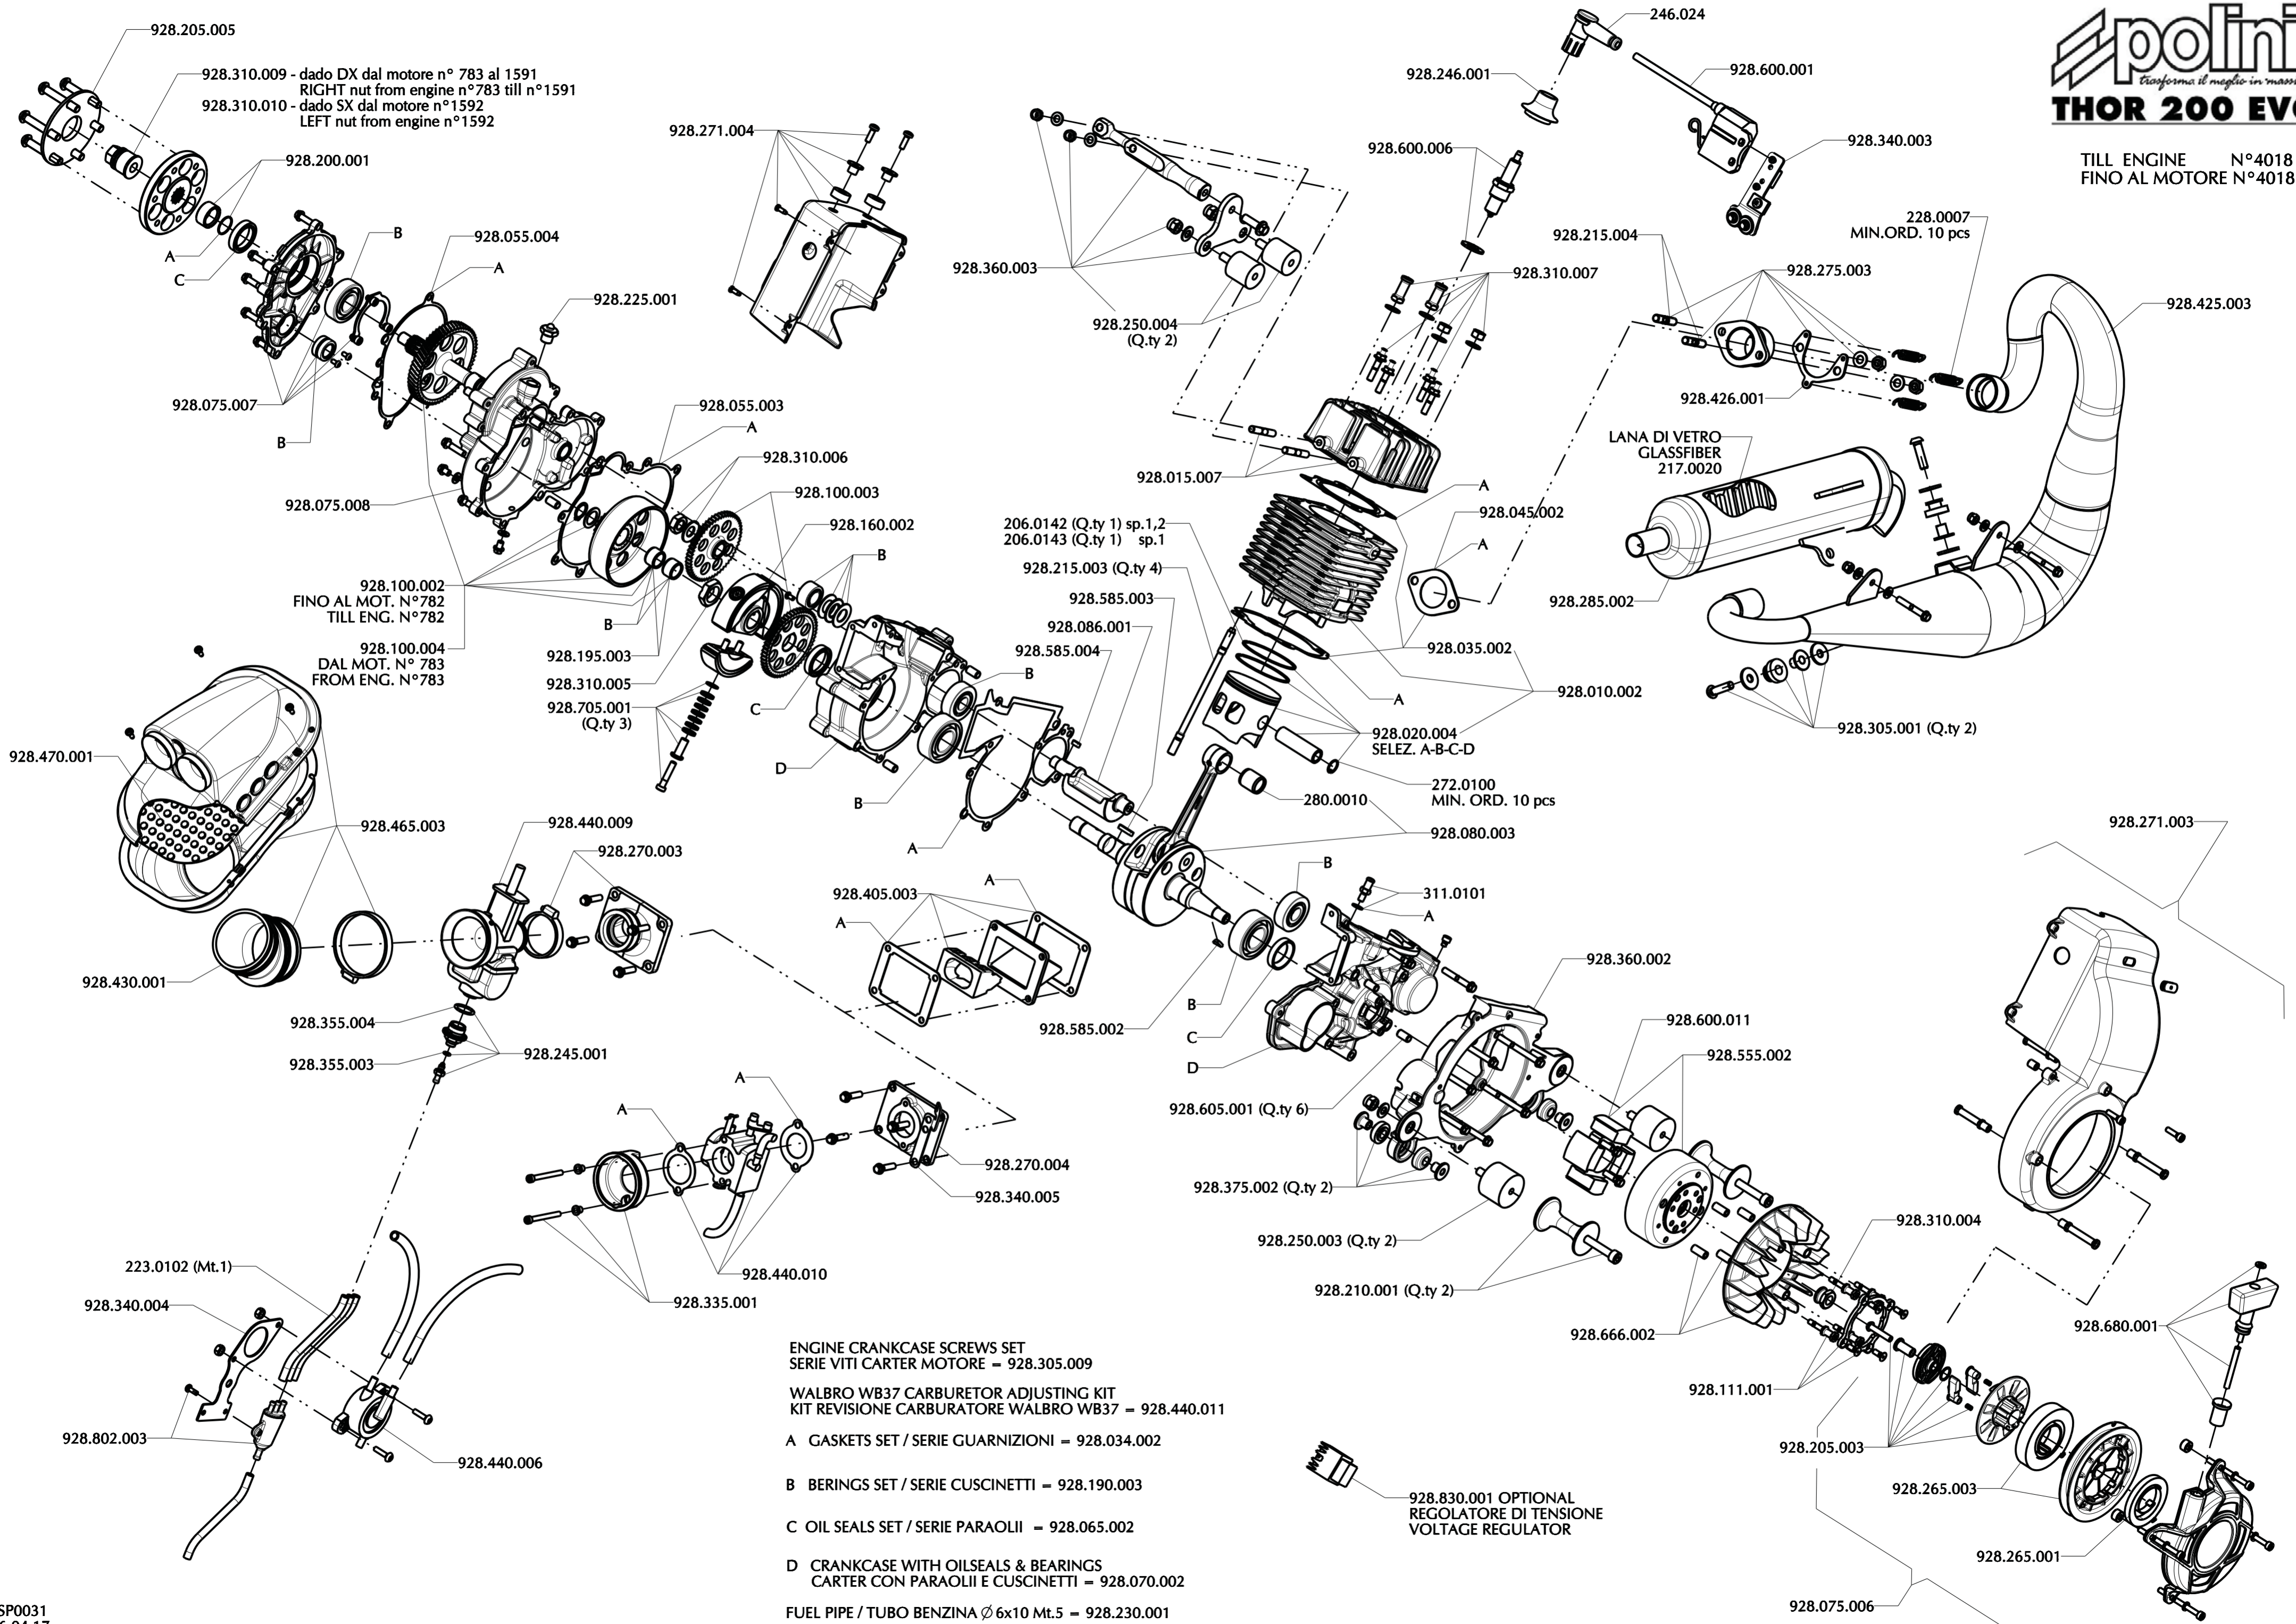 928.205.005
928.310.009 - dado DX dal motore n° 783 al 1591
RIGHT nut from engine n°783 till n°1591
928.310.010 - dado SX dal motore n°1592
LEFT nut from engine n°1592
928.200.001
A
C
B
928.055.004
A
928.225.001
928.075.007
B
928.075.008
928.055.003
A
928.310.006
928.100.003
928.160.002
B
928.100.002
FINO AL MOT. N°782
TILL ENG. N°782
928.100.004
DAL MOT. N° 783
FROM ENG. N°783
B
928.195.003
928.310.005
928.705.001
(Q.ty 3)
C
D
B
B
A
928.271.004
928.360.003
928.250.004
(Q.ty 2)
246.024
928.246.001
928.600.001
928.600.006
928.340.003
928.310.007
polini
trasforma il meglio in
THOR 200
TILL ENGINE N°4018
FINO AL MOTORE N°4018
228.0007
MIN.ORD. 10 pcs
928.215.004
928.275.003
928.425.003
928.426.001
LANA DI VETRO
GLASSFIBER
217.0020
928.285.002
928.305.001 (Q.ty 2)
928.015.007
A
928.045.002
A
206.0142 (Q.ty 1) sp.1,2
206.0143 (Q.ty 1) sp.1
928.215.003 (Q.ty 4)
928.585.003
928.086.001
928.585.004
928.035.002
A
928.010.002
928.020.004
SELEZ. A-B-C-D
272.0100
MIN. ORD. 10 pcs
280.0010
928.080.003
928.470.001
928.465.003
928.440.009
928.270.003
928.430.001
928.355.004
928.355.003
928.245.001
928.405.003
A
A
928.585.002
B
311.0101
A
B
C
D
928.360.002
928.600.011
928.555.002
928.605.001 (Q.ty 6)
928.375.002 (Q.ty 2)
928.250.003 (Q.ty 2)
928.210.001 (Q.ty 2)
928.271.003
928.310.004
928.666.002
928.111.001
928.680.001
928.205.003
928.265.003
928.265.001
928.075.006
A
A
928.270.004
928.340.005
928.440.010
928.335.001
223.0102 (Mt.1)
928.340.004
928.802.003
928.440.006
ENGINE CRANKCASE SCREWS SET
SERIE VITI CARTER MOTORE = 928.305.009
WALBRO WB37 CARBURETOR ADJUSTING KIT
KIT REVISIONE CARBURATORE WALBRO WB37 = 928.440.011
A GASKETS SET / SERIE GUARNIZIONI = 928.034.002
B BERINGS SET / SERIE CUSCINETTI = 928.190.003
C OIL SEALS SET / SERIE PARAOLII = 928.065.002
D CRANKCASE WITH OILSEALS & BEARINGS
CARTER CON PARAOLII E CUSCINETTI = 928.070.002
FUEL PIPE / TUBO BENZINA Ø 6x10 Mt.5 = 928.230.001
928.830.001 OPTIONAL
REGOLATORE DI TENSIONE
VOLTAGE REGULATOR
SP0031